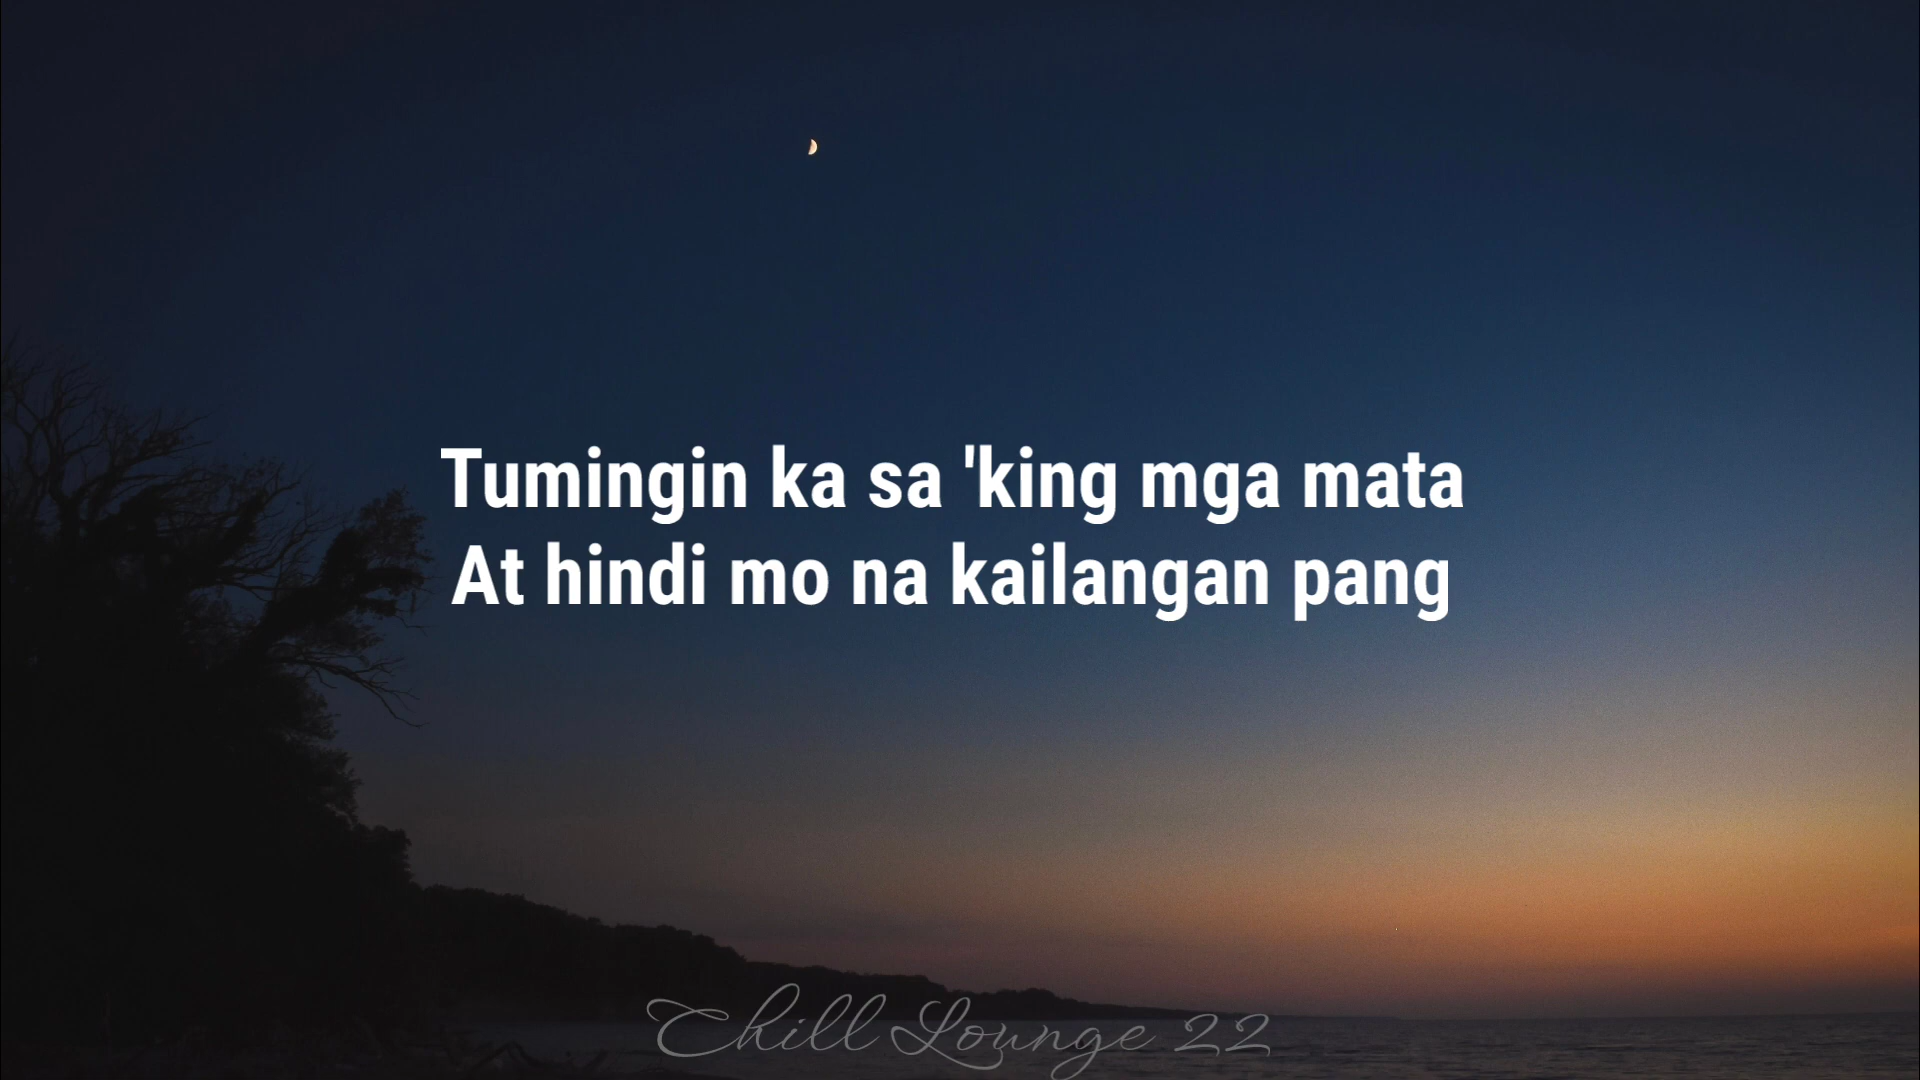 Tumingin ka sa 'king mga mata
At hindi mo na kailangan pang
Chill Lounge 22